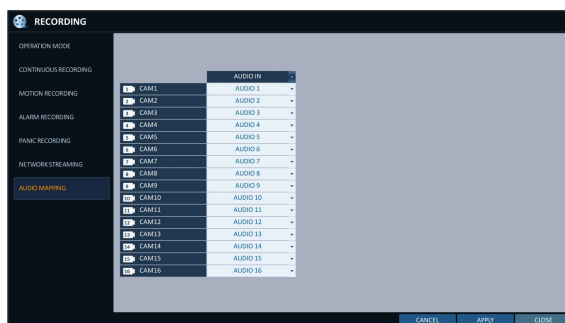 RECORDING
OPERATION MODE
CONTINUOUS RECORDING
MOTION RECORDING
ALARM RECORDING
PANIC RECORDING
NETWORK STREAMING
AUDIO MAPPING
AUDIO IN
1 CAM1 AUDIO 1
2 CAM2 AUDIO 2
3 CAM3 AUDIO 3
4 CAM4 AUDIO 4
5 CAM5 AUDIO 5
6 CAM6 AUDIO 6
7 CAM7 AUDIO 7
8 CAM8 AUDIO 8
9 CAM9 AUDIO 9
10 CAM10 AUDIO 10
11 CAM11 AUDIO 11
12 CAM12 AUDIO 12
13 CAM13 AUDIO 13
14 CAM14 AUDIO 14
15 CAM15 AUDIO 15
16 CAM16 AUDIO 16
CANCEL APPLY CLOSE